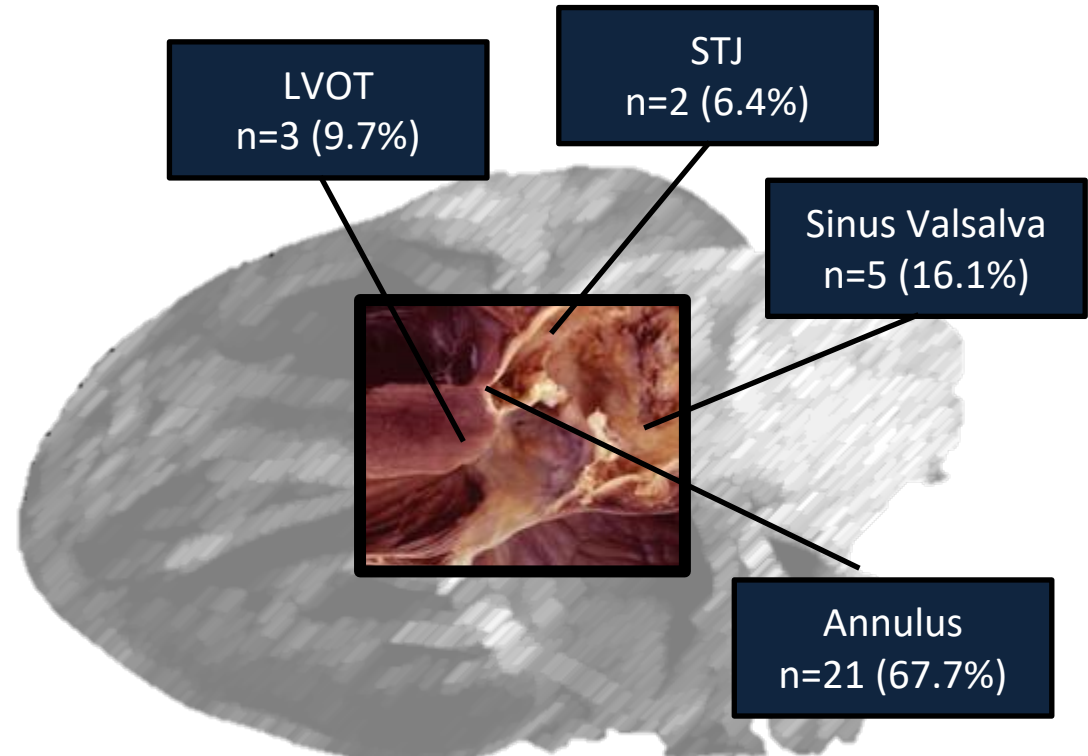 STJ
n=2 (6.4%)
LVOT
n=3 (9.7%)
Sinus Valsalva
n=5 (16.1%)
Annulus
n=21 (67.7%)